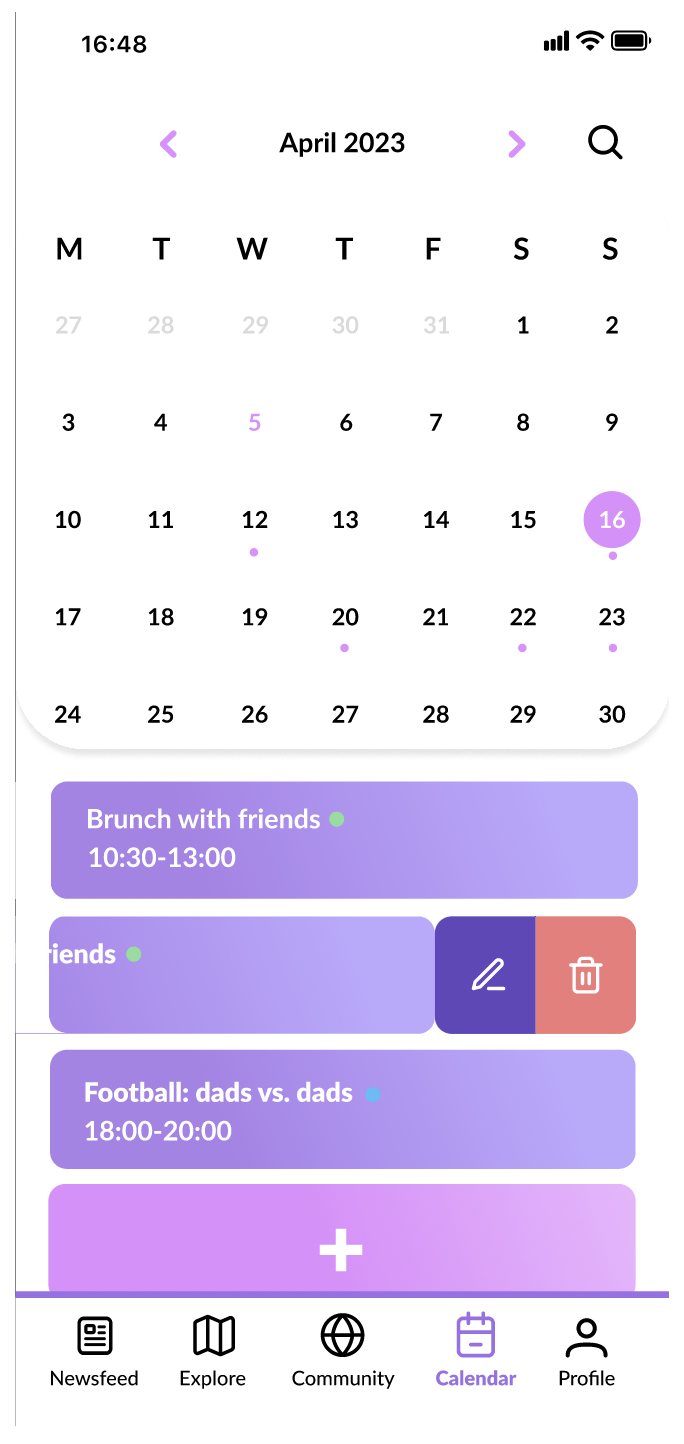 16:48
April 2023
M T W T F S S
27 28 29 30 31 1 2
3 4 5 6 7 8 9
10 11 12 13 14 15 16
17 18 19 20 21 22 23
24 25 26 27 28 29 30
Brunch with friends
10:30-13:00
riends
Football: dads vs. dads
18:00-20:00
Newsfeed Explore Community Calendar Profile